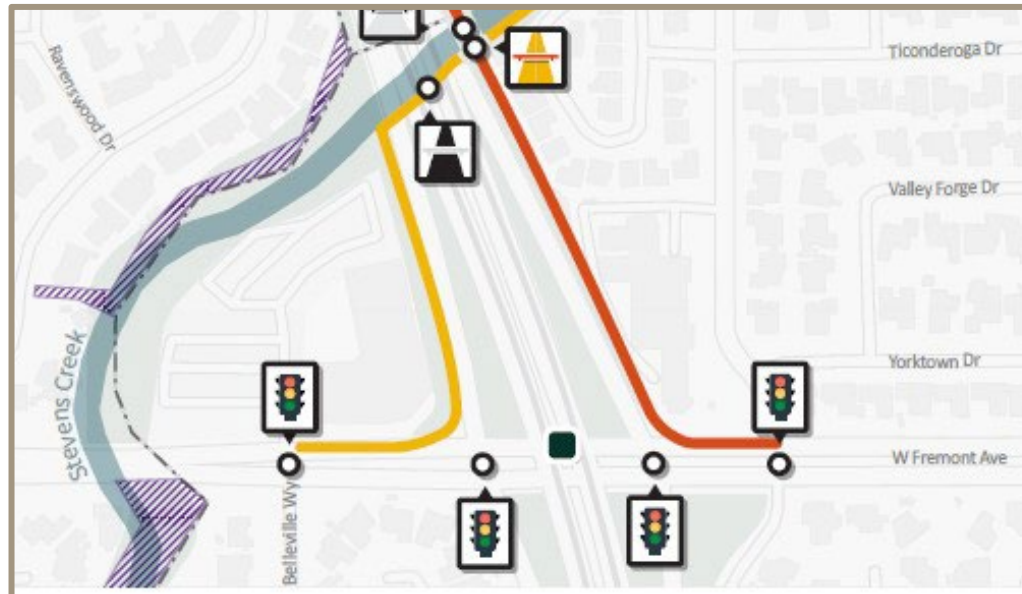 Ticonderoga Dr
Ravenswood Dr
Valley Forge Dr
Yorktown Dr
Stevens Creek
W Fremont Ave
Belleville Wy